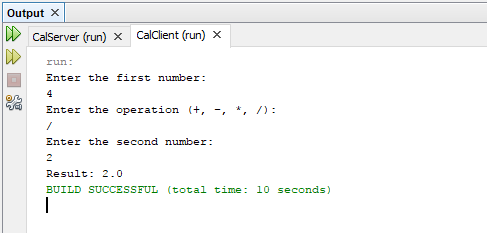 Output ×
CalServer (run) × CalClient (run) ×
run:
Enter the first number:
4
Enter the operation (+, -, *, /):
/
Enter the second number:
2
Result: 2.0
BUILD SUCCESSFUL (total time: 10 seconds)